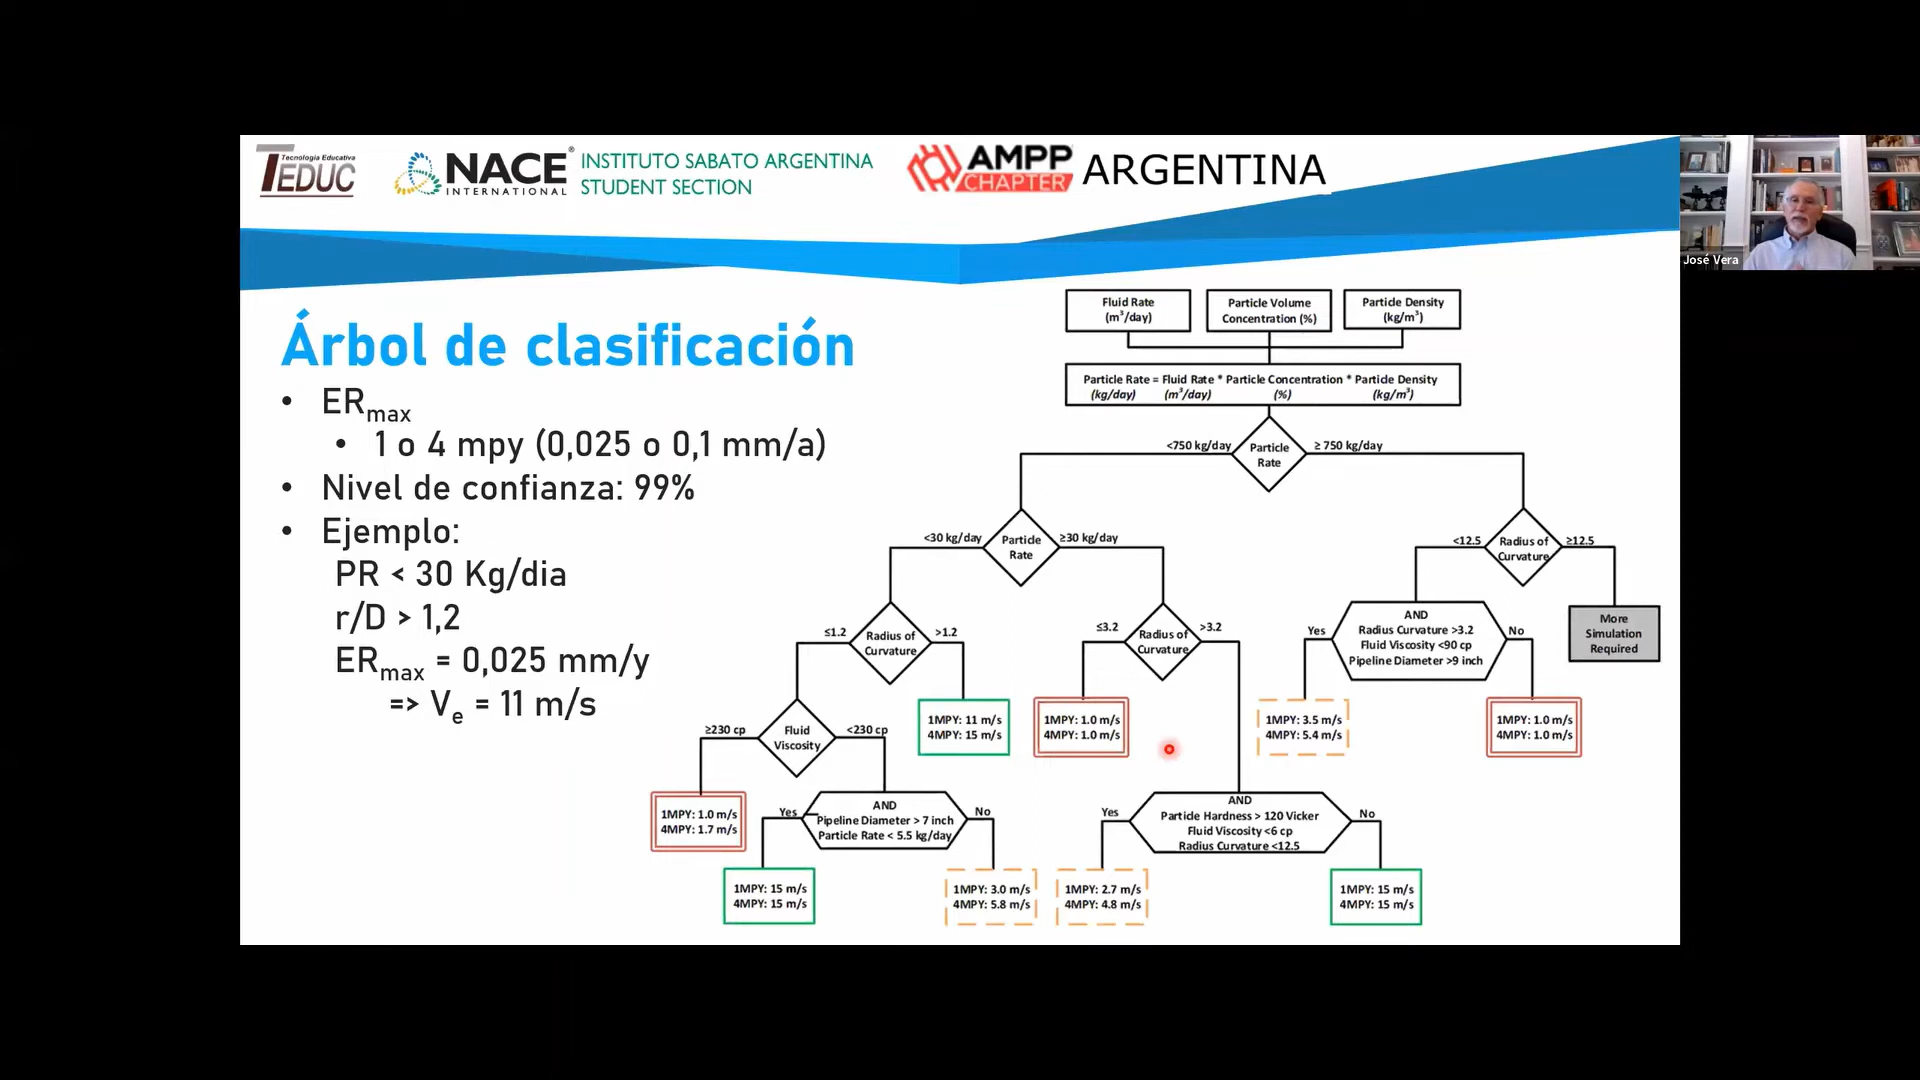 Tecnología Educativa
TEDUC
NACE®
INTERNATIONAL
INSTITUTO SABATO ARGENTINA
STUDENT SECTION
AMPP
CHAPTER
ARGENTINA
José Vera
Árbol de clasificación
• ERmax
• 1 o 4 mpy (0,025 o 0,1 mm/a)
• Nivel de confianza: 99%
• Ejemplo:
PR < 30 Kg/dia
r/D > 1,2
ERmax = 0,025 mm/y
=> Ve = 11 m/s
Fluid Rate
(m³/day)
Particle Volume
Concentration (%)
Particle Density
(kg/m³)
Particle Rate = Fluid Rate * Particle Concentration * Particle Density
(kg/day) (m³/day) (%) (kg/m³)
<750 kg/day
Particle
Rate
≥ 750 kg/day
<30 kg/day
Particle
Rate
≥30 kg/day
<12.5
Radius of
Curvature
≥12.5
≤1.2
Radius of
Curvature
>1.2
≤3.2
Radius of
Curvature
>3.2
Yes
AND
Radius Curvature >3.2
Fluid Viscosity <90 cp
Pipeline Diameter >9 inch
No
More
Simulation
Required
≥230 cp
Fluid
Viscosity
<230 cp
1MPY: 11 m/s
4MPY: 15 m/s
1MPY: 1.0 m/s
4MPY: 1.0 m/s
1MPY: 3.5 m/s
4MPY: 5.4 m/s
1MPY: 1.0 m/s
4MPY: 1.0 m/s
1MPY: 1.0 m/s
4MPY: 1.7 m/s
Yes
AND
Pipeline Diameter > 7 inch
Particle Rate < 5.5 kg/day
No
Yes
AND
Particle Hardness > 120 Vicker
Fluid Viscosity <6 cp
Radius Curvature <12.5
No
1MPY: 15 m/s
4MPY: 15 m/s
1MPY: 3.0 m/s
4MPY: 5.8 m/s
1MPY: 2.7 m/s
4MPY: 4.8 m/s
1MPY: 15 m/s
4MPY: 15 m/s